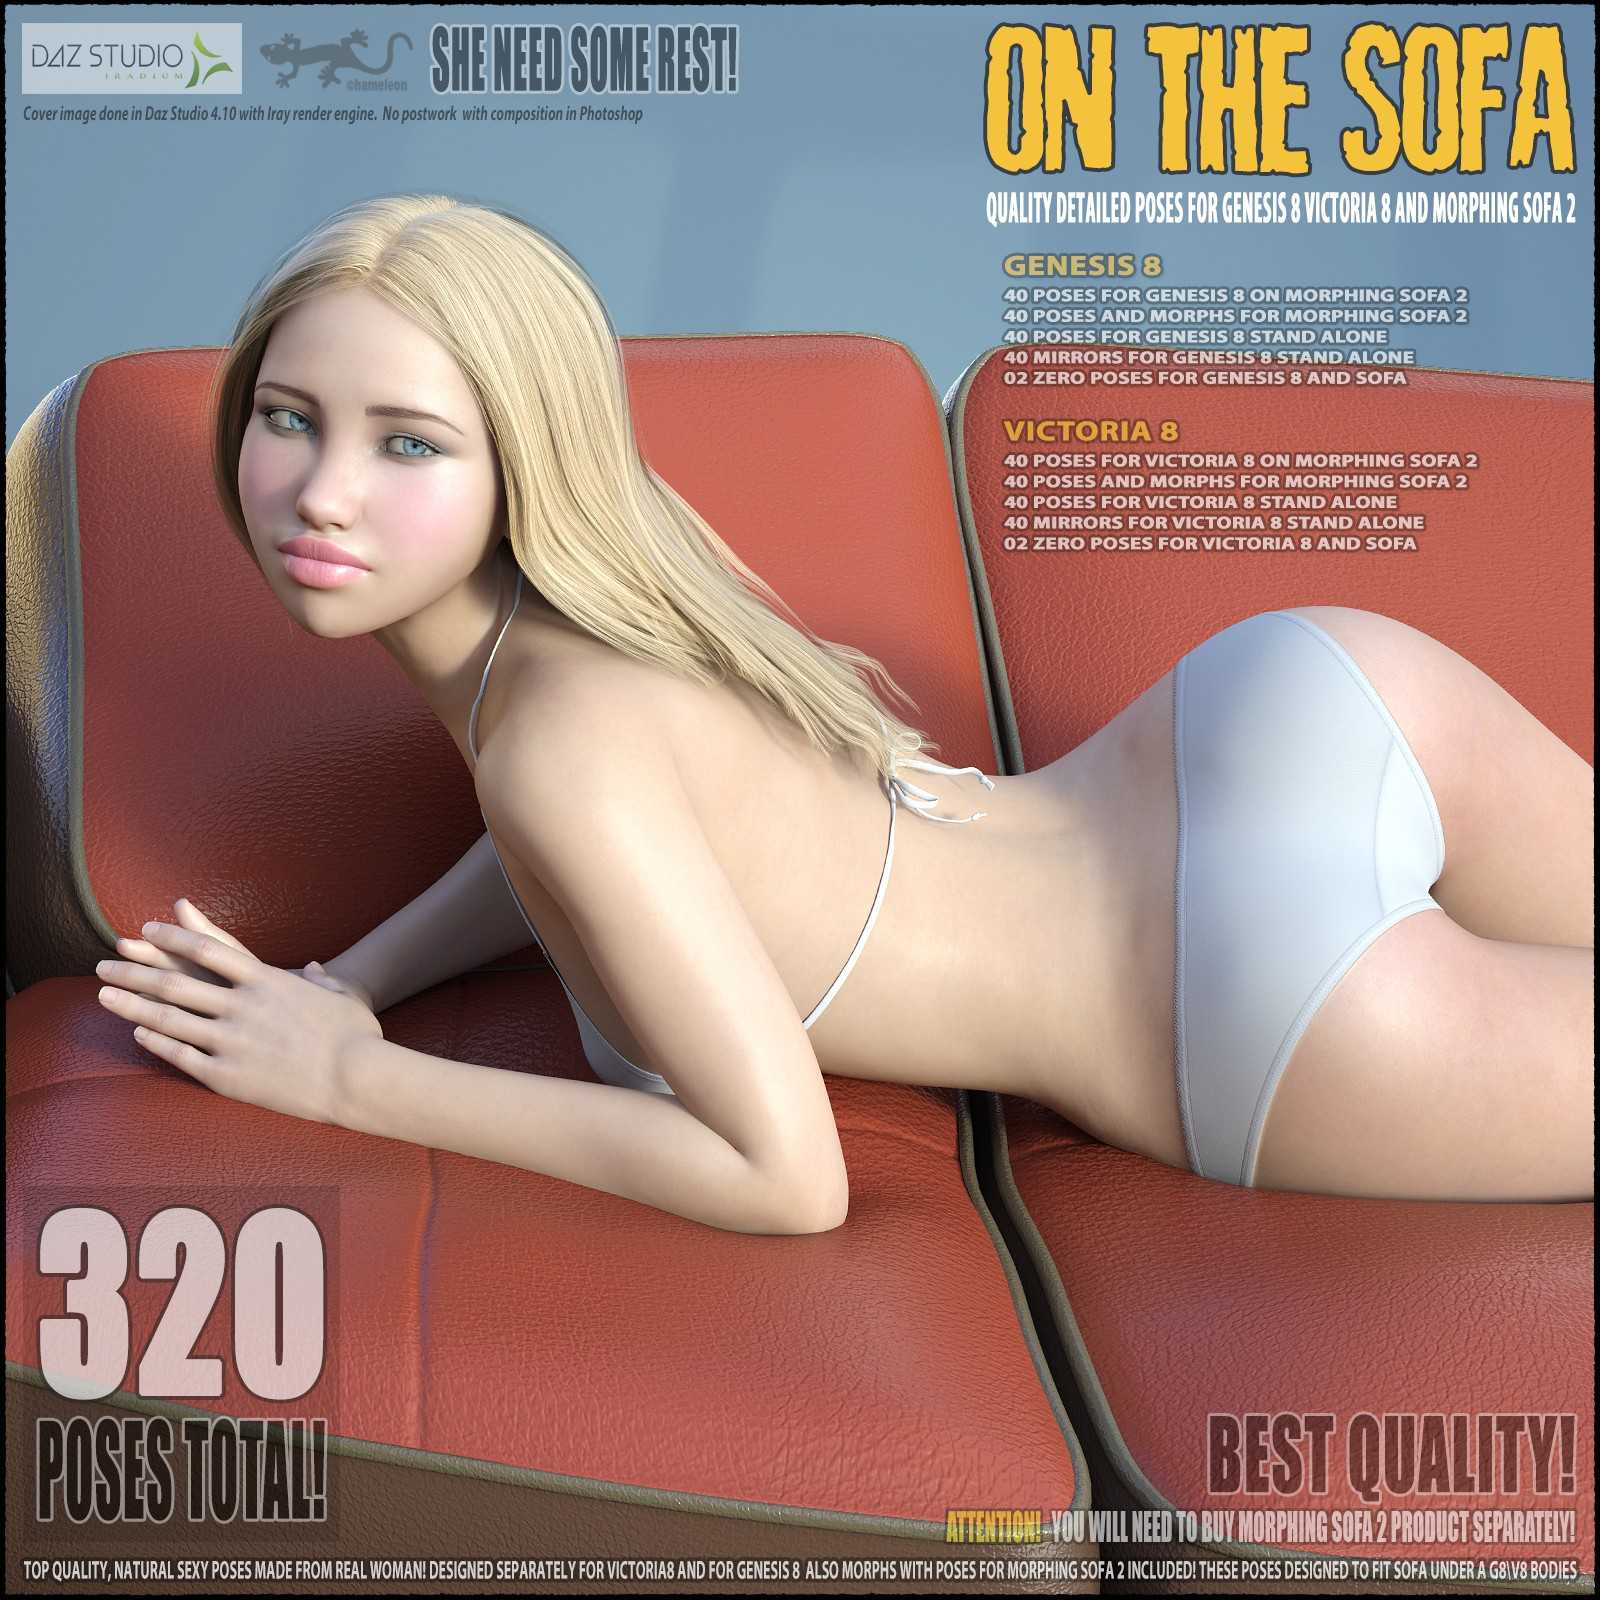 DAZ STUDIO
IRADIUM
©hameleon
SHE NEED SOME REST!
Cover image done in Daz Studio 4.10 with Iray render engine. No postwork with composition in Photoshop
ON THE SOFA
QUALITY DETAILED POSES FOR GENESIS 8 VICTORIA 8 AND MORPHING SOFA 2
GENESIS 8
40 POSES FOR GENESIS 8 ON MORPHING SOFA 2
40 POSES AND MORPHS FOR MORPHING SOFA 2
40 POSES FOR GENESIS 8 STAND ALONE
40 MIRRORS FOR GENESIS 8 STAND ALONE
02 ZERO POSES FOR GENESIS 8 AND SOFA
VICTORIA 8
40 POSES FOR VICTORIA 8 ON MORPHING SOFA 2
40 POSES AND MORPHS FOR MORPHING SOFA 2
40 POSES FOR VICTORIA 8 STAND ALONE
40 MIRRORS FOR VICTORIA 8 STAND ALONE
02 ZERO POSES FOR VICTORIA 8 AND SOFA
320
POSES TOTAL!
BEST QUALITY!
ATTENTION! YOU WILL NEED TO BUY MORPHING SOFA 2 PRODUCT SEPARATELY!
TOP QUALITY, NATURAL SEXY POSES MADE FROM REAL WOMAN! DESIGNED SEPARATELY FOR VICTORIA8 AND FOR GENESIS 8 ALSO MORPHS WITH POSES FOR MORPHING SOFA 2 INCLUDED! THESE POSES DESIGNED TO FIT SOFA UNDER A G8\V8 BODIES